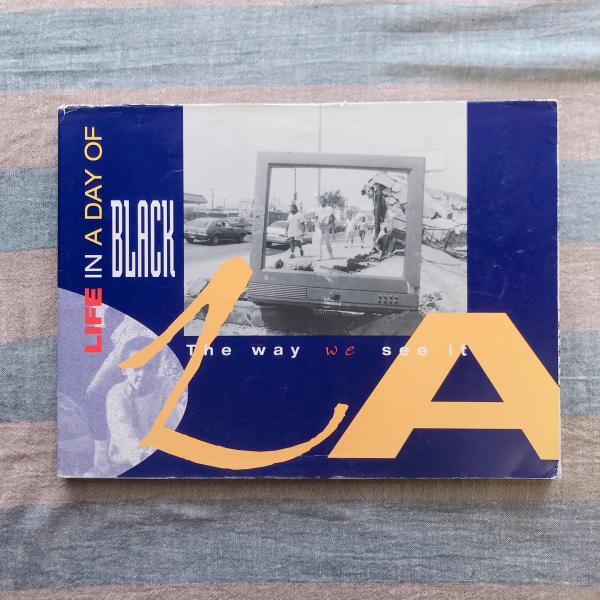 LIFE IN A DAY OF
BLACK
LA
The way we see it